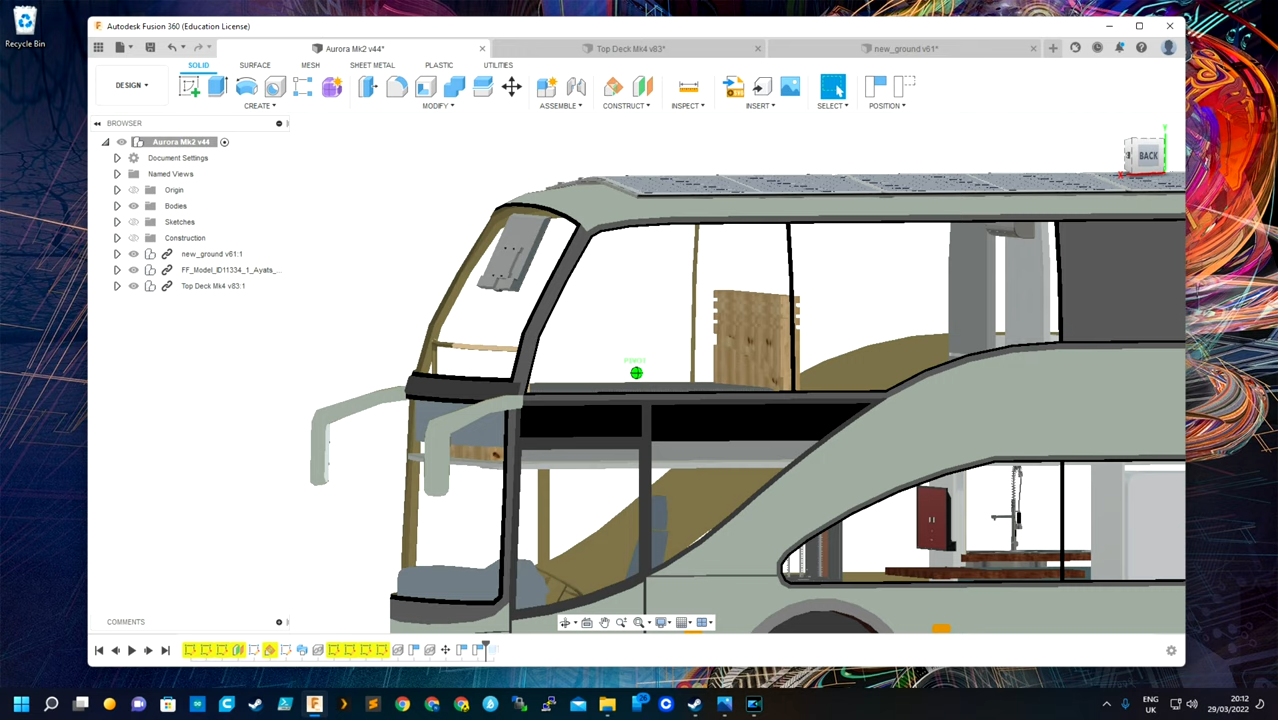 Recycle Bin
Autodesk Fusion 360 (Education License)
Aurora Mk2 v44*
Top Deck Mk4 v83*
new_ground v61*
DESIGN
SOLID
SURFACE
MESH
SHEET METAL
PLASTIC
UTILITIES
CREATE
MODIFY
ASSEMBLE
CONSTRUCT
INSPECT
INSERT
SELECT
POSITION
BROWSER
Aurora Mk2 v44
Document Settings
Named Views
Origin
Bodies
Sketches
Construction
new_ground v61:1
FF_Model_ID11334_1_Ayats_...
Top Deck Mk4 v83:1
BACK
Y
X
COMMENTS
ENG
UK
20:12
29/03/2022